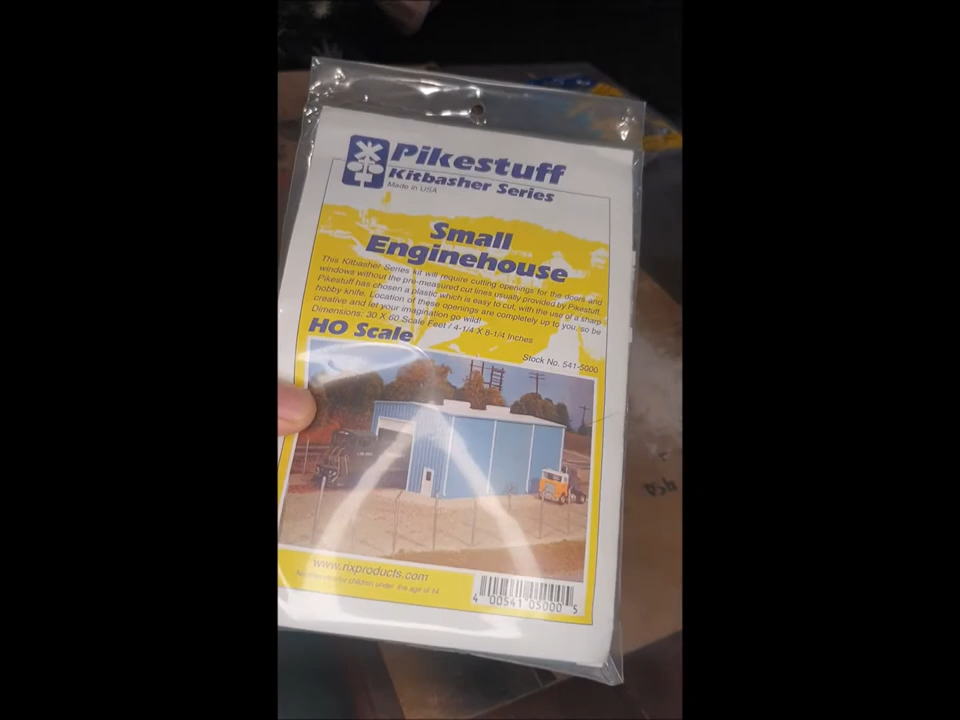 Pikestuff
Kitbasher Series
Made in USA
Small
Enginehouse
This Kitbasher Series kit will require cutting openings for the doors and
windows without the pre-measured cut lines usually provided by Pikestuff.
Pikestuff has chosen a plastic which is easy to cut, with the use of a sharp
hobby knife. Location of these openings are completely up to you, so be
creative and let your imagination go wild!
Dimensions: 30 X 60 Scale Feet / 4-1/4 X 8-1/4 Inches
HO Scale
Stock No. 541-5000
www.rixproducts.com
for children under the age of 14
4 00541 05000 5